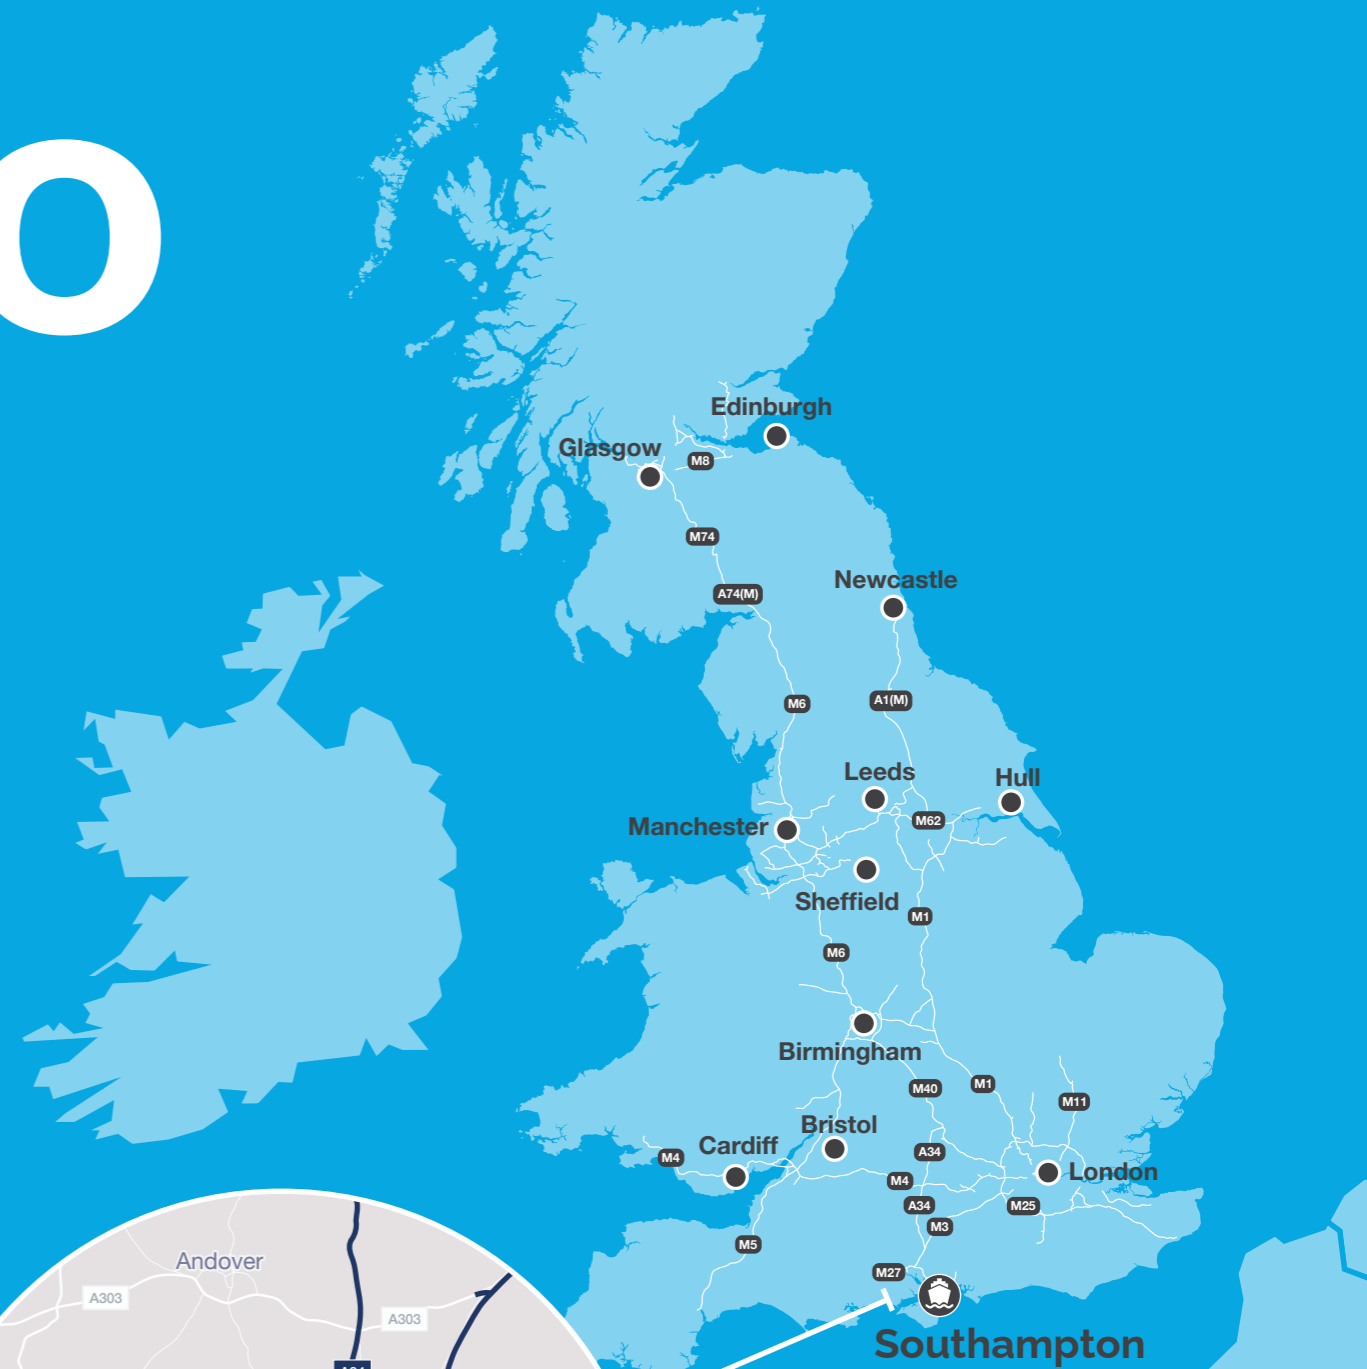 O
Edinburgh
Glasgow
M8
M74
Newcastle
A74(M)
A1(M)
M6
Leeds
Hull
M62
Manchester
Sheffield
M1
M6
Birmingham
M40
M1
M11
Bristol
Cardiff
A34
M4
London
M4
A34
M25
M3
M5
M27
Southampton
Andover
A303
A303